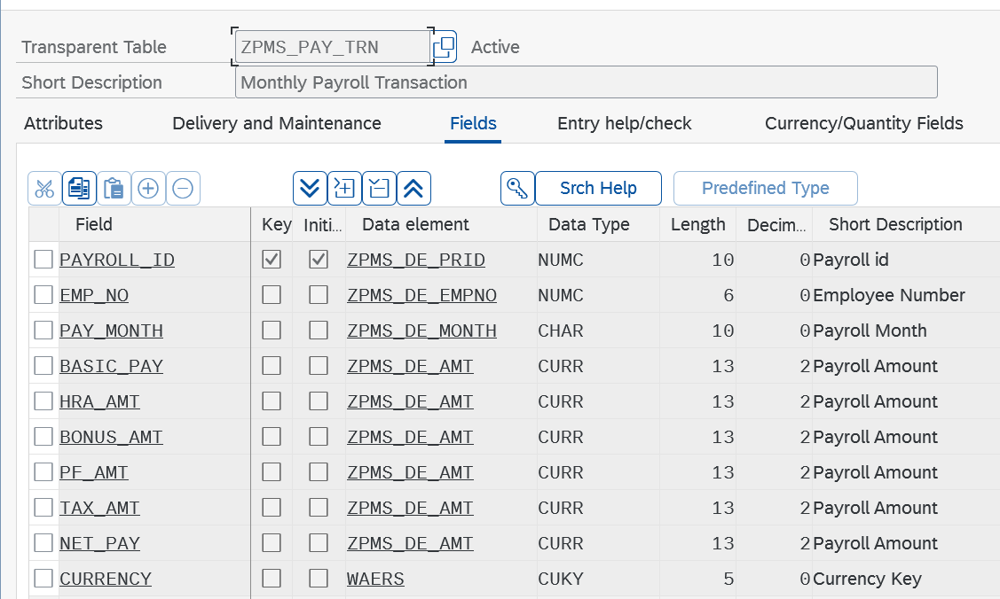 Transparent Table ZPMS_PAY_TRN Active
Short Description Monthly Payroll Transaction
Attributes Delivery and Maintenance Fields Entry help/check Currency/Quantity Fields
Srch Help Predefined Type
Field Key Initi... Data element Data Type Length Decim... Short Description
PAYROLL_ID ZPMS_DE_PRID NUMC 10 0 Payroll id
EMP_NO ZPMS_DE_EMPNO NUMC 6 0 Employee Number
PAY_MONTH ZPMS_DE_MONTH CHAR 10 0 Payroll Month
BASIC_PAY ZPMS_DE_AMT CURR 13 2 Payroll Amount
HRA_AMT ZPMS_DE_AMT CURR 13 2 Payroll Amount
BONUS_AMT ZPMS_DE_AMT CURR 13 2 Payroll Amount
PF_AMT ZPMS_DE_AMT CURR 13 2 Payroll Amount
TAX_AMT ZPMS_DE_AMT CURR 13 2 Payroll Amount
NET_PAY ZPMS_DE_AMT CURR 13 2 Payroll Amount
CURRENCY WAERS CUKY 5 0 Currency Key